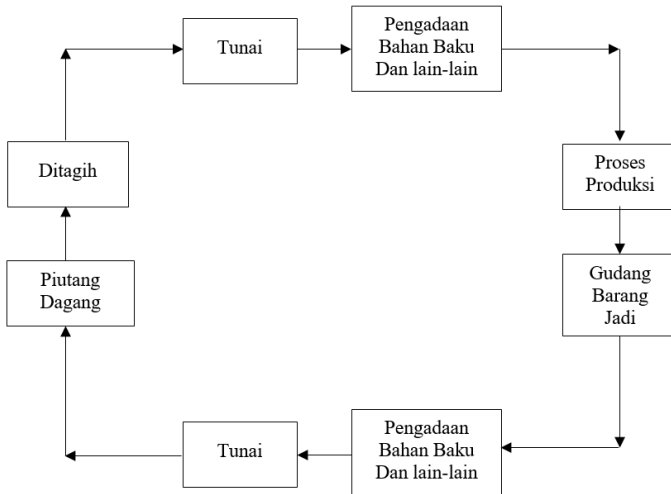 Tunai
Pengadaan
Bahan Baku
Dan lain-lain
Proses
Produksi
Gudang
Barang
Jadi
Pengadaan
Bahan Baku
Dan lain-lain
Tunai
Piutang
Dagang
Ditagih